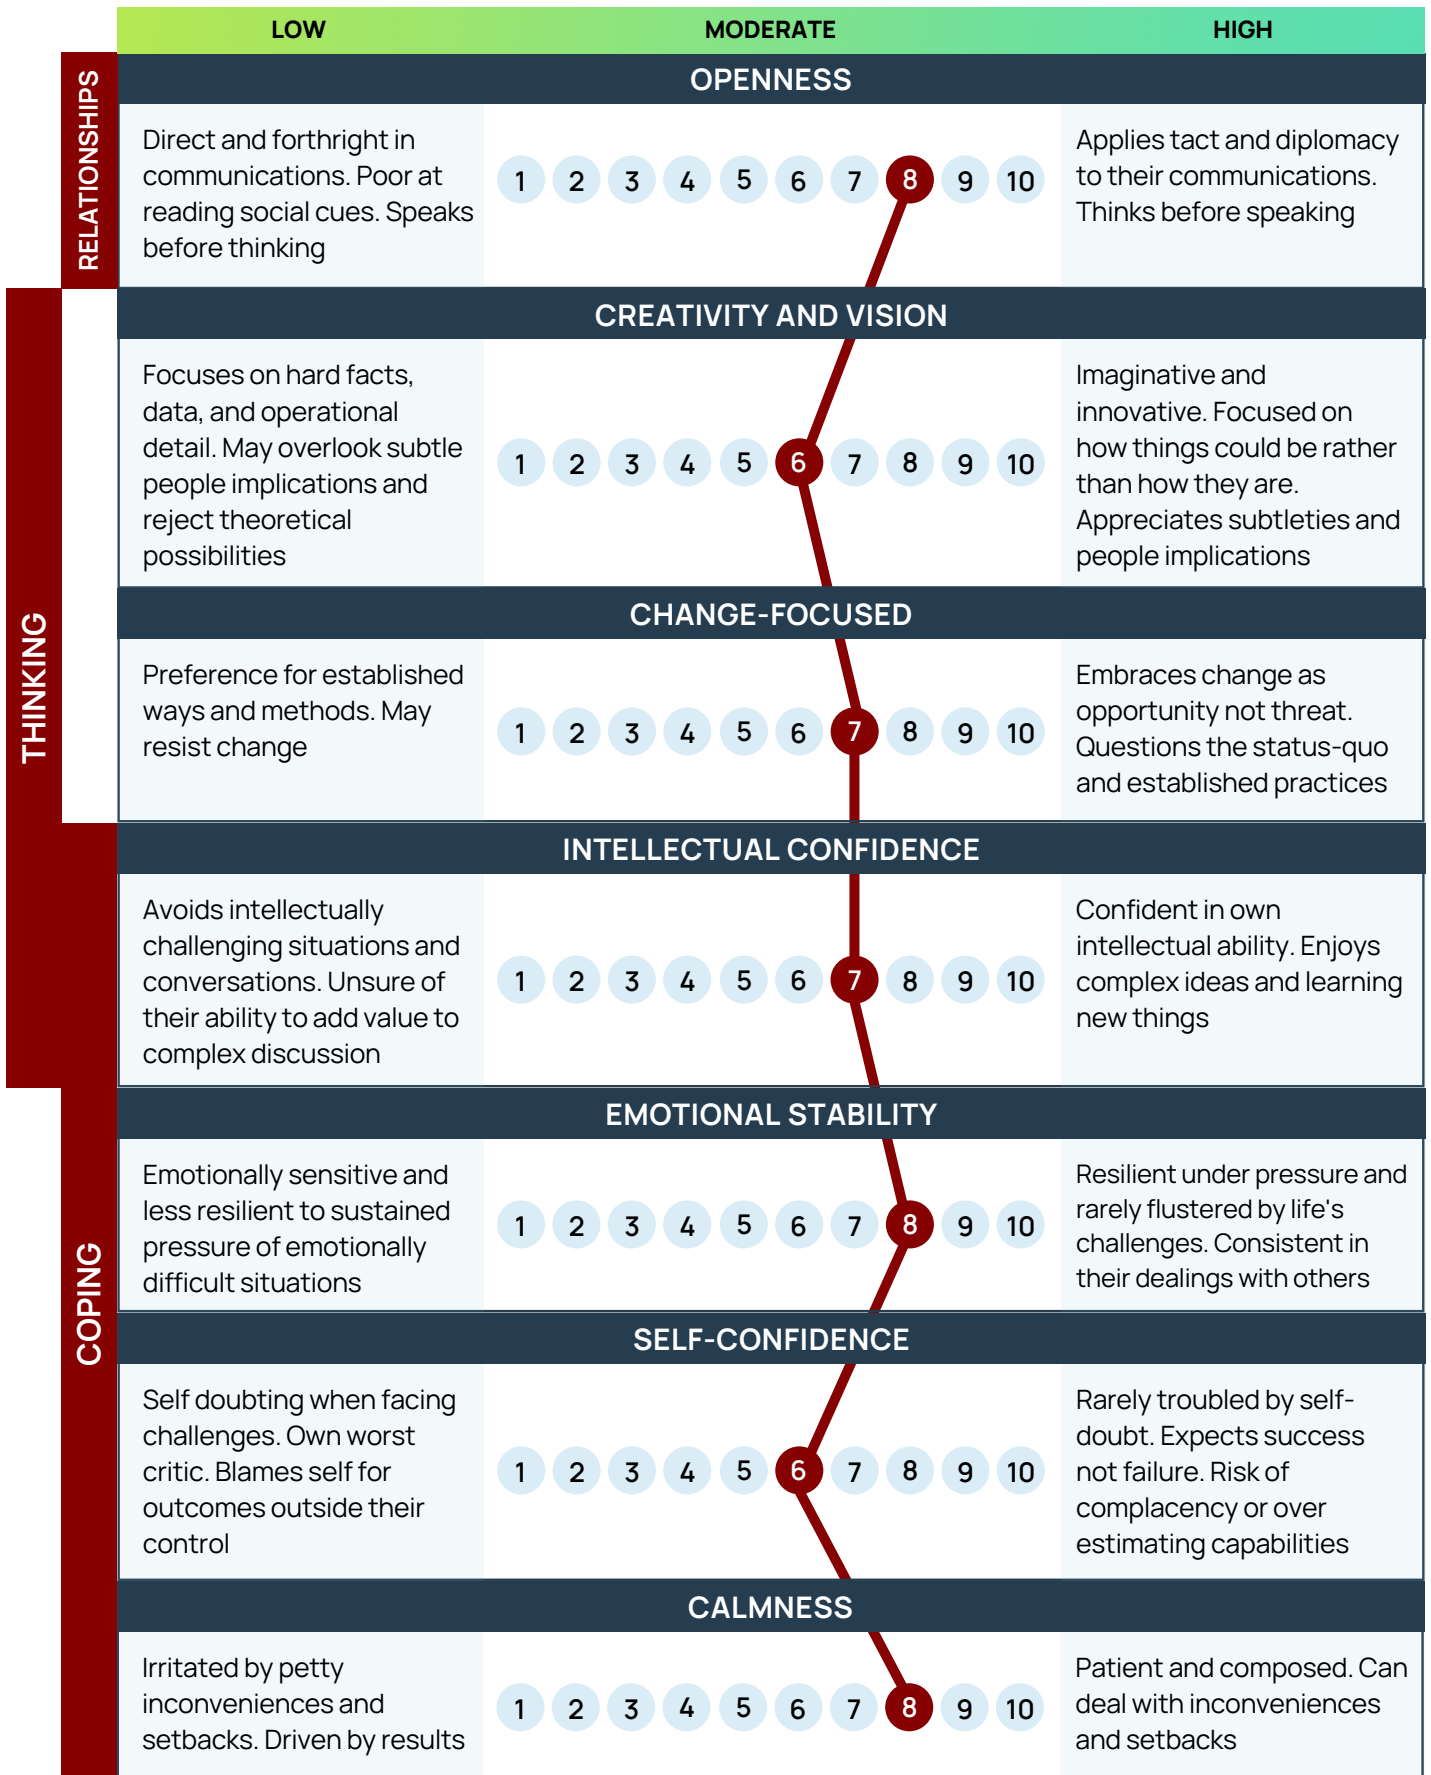 LOW MODERATE HIGH
RELATIONSHIPS
OPENNESS
Direct and forthright in
communications. Poor at
reading social cues. Speaks
before thinking
1 2 3 4 5 6 7 8 9 10
Applies tact and diplomacy
to their communications.
Thinks before speaking
THINKING
CREATIVITY AND VISION
Focuses on hard facts,
data, and operational
detail. May overlook subtle
people implications and
reject theoretical
possibilities
1 2 3 4 5 6 7 8 9 10
Imaginative and
innovative. Focused on
how things could be rather
than how they are.
Appreciates subtleties and
people implications
CHANGE-FOCUSED
Preference for established
ways and methods. May
resist change
1 2 3 4 5 6 7 8 9 10
Embraces change as
opportunity not threat.
Questions the status-quo
and established practices
INTELLECTUAL CONFIDENCE
Avoids intellectually
challenging situations and
conversations. Unsure of
their ability to add value to
complex discussion
1 2 3 4 5 6 7 8 9 10
Confident in own
intellectual ability. Enjoys
complex ideas and learning
new things
COPING
EMOTIONAL STABILITY
Emotionally sensitive and
less resilient to sustained
pressure of emotionally
difficult situations
1 2 3 4 5 6 7 8 9 10
Resilient under pressure and
rarely flustered by life's
challenges. Consistent in
their dealings with others
SELF-CONFIDENCE
Self doubting when facing
challenges. Own worst
critic. Blames self for
outcomes outside their
control
1 2 3 4 5 6 7 8 9 10
Rarely troubled by self-
doubt. Expects success
not failure. Risk of
complacency or over
estimating capabilities
CALMNESS
Irritated by petty
inconveniences and
setbacks. Driven by results
1 2 3 4 5 6 7 8 9 10
Patient and composed. Can
deal with inconveniences
and setbacks